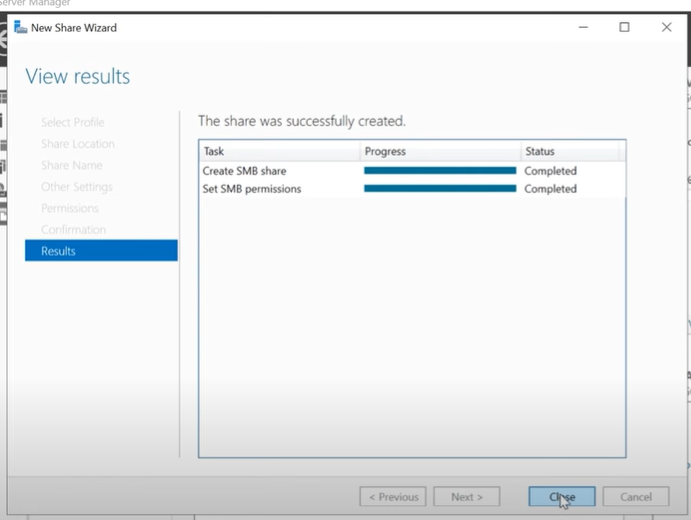 Server Manager
New Share Wizard
View results
Select Profile
Share Location
Share Name
Other Settings
Permissions
Confirmation
Results
The share was successfully created.
Task Progress Status
Create SMB share Completed
Set SMB permissions Completed
< Previous Next > Close Cancel